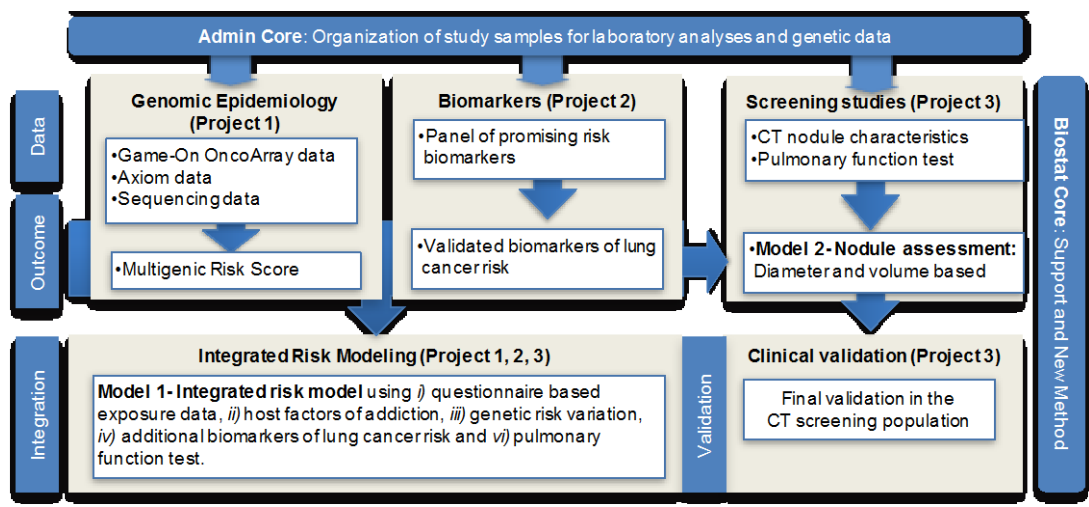 Admin Core: Organization of study samples for laboratory analyses and genetic data
Data
Genomic Epidemiology
(Project 1)
•Game-On OncoArray data
•Axiom data
•Sequencing data
Biomarkers (Project 2)
•Panel of promising risk
biomarkers
Screening studies (Project 3)
•CT nodule characteristics
•Pulmonary function test
Outcome
•Multigenic Risk Score
•Validated biomarkers of lung
cancer risk
•Model 2- Nodule assessment:
Diameter and volume based
Integration
Integrated Risk Modeling (Project 1, 2, 3)
Model 1- Integrated risk model using i) questionnaire based
exposure data, ii) host factors of addiction, iii) genetic risk variation,
iv) additional biomarkers of lung cancer risk and vi) pulmonary
function test.
Validation
Clinical validation (Project 3)
Final validation in the
CT screening population
Biostat Core: Support and New Method